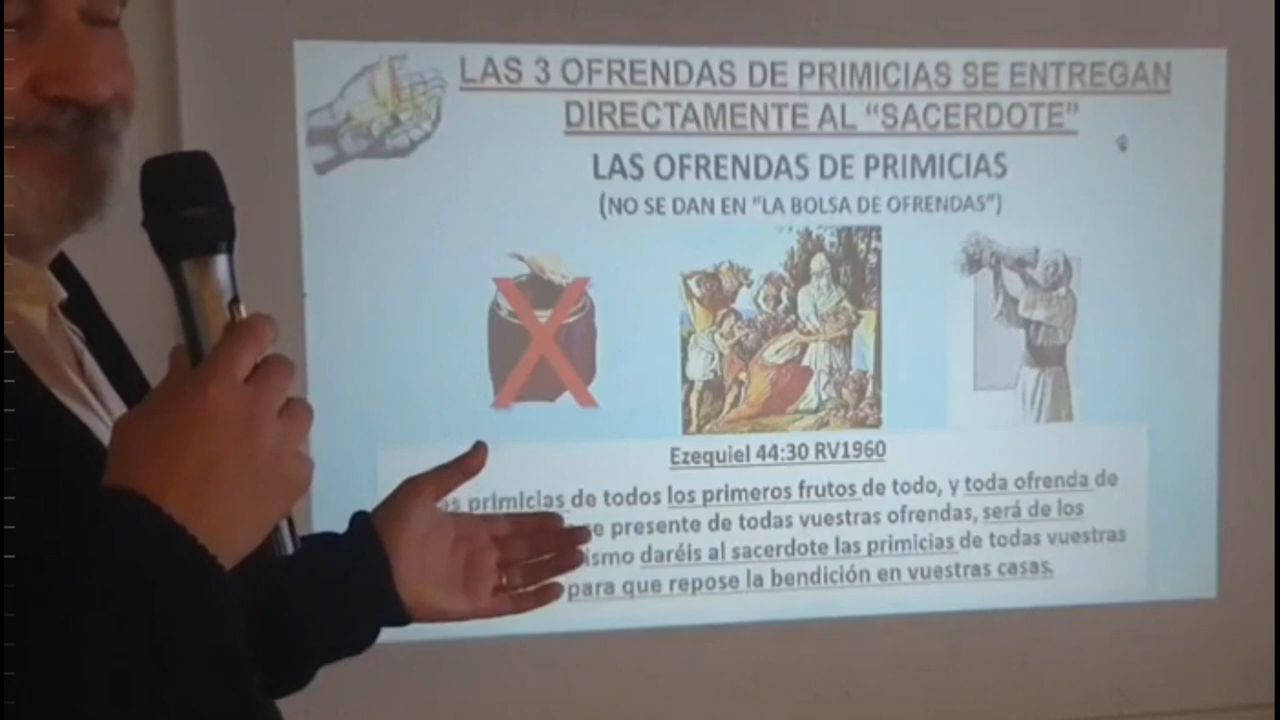 LAS 3 OFRENDAS DE PRIMICIAS SE ENTREGAN
DIRECTAMENTE AL “SACERDOTE”
LAS OFRENDAS DE PRIMICIAS
(NO SE DAN EN “LA BOLSA DE OFRENDAS”)
Ezequiel 44:30 RV1960
primicias de todos los primeros frutos de todo, y toda ofrenda de
se presente de todas vuestras ofrendas, será de los
daréis al sacerdote las primicias de todas vuestras
para que repose la bendición en vuestras casas.